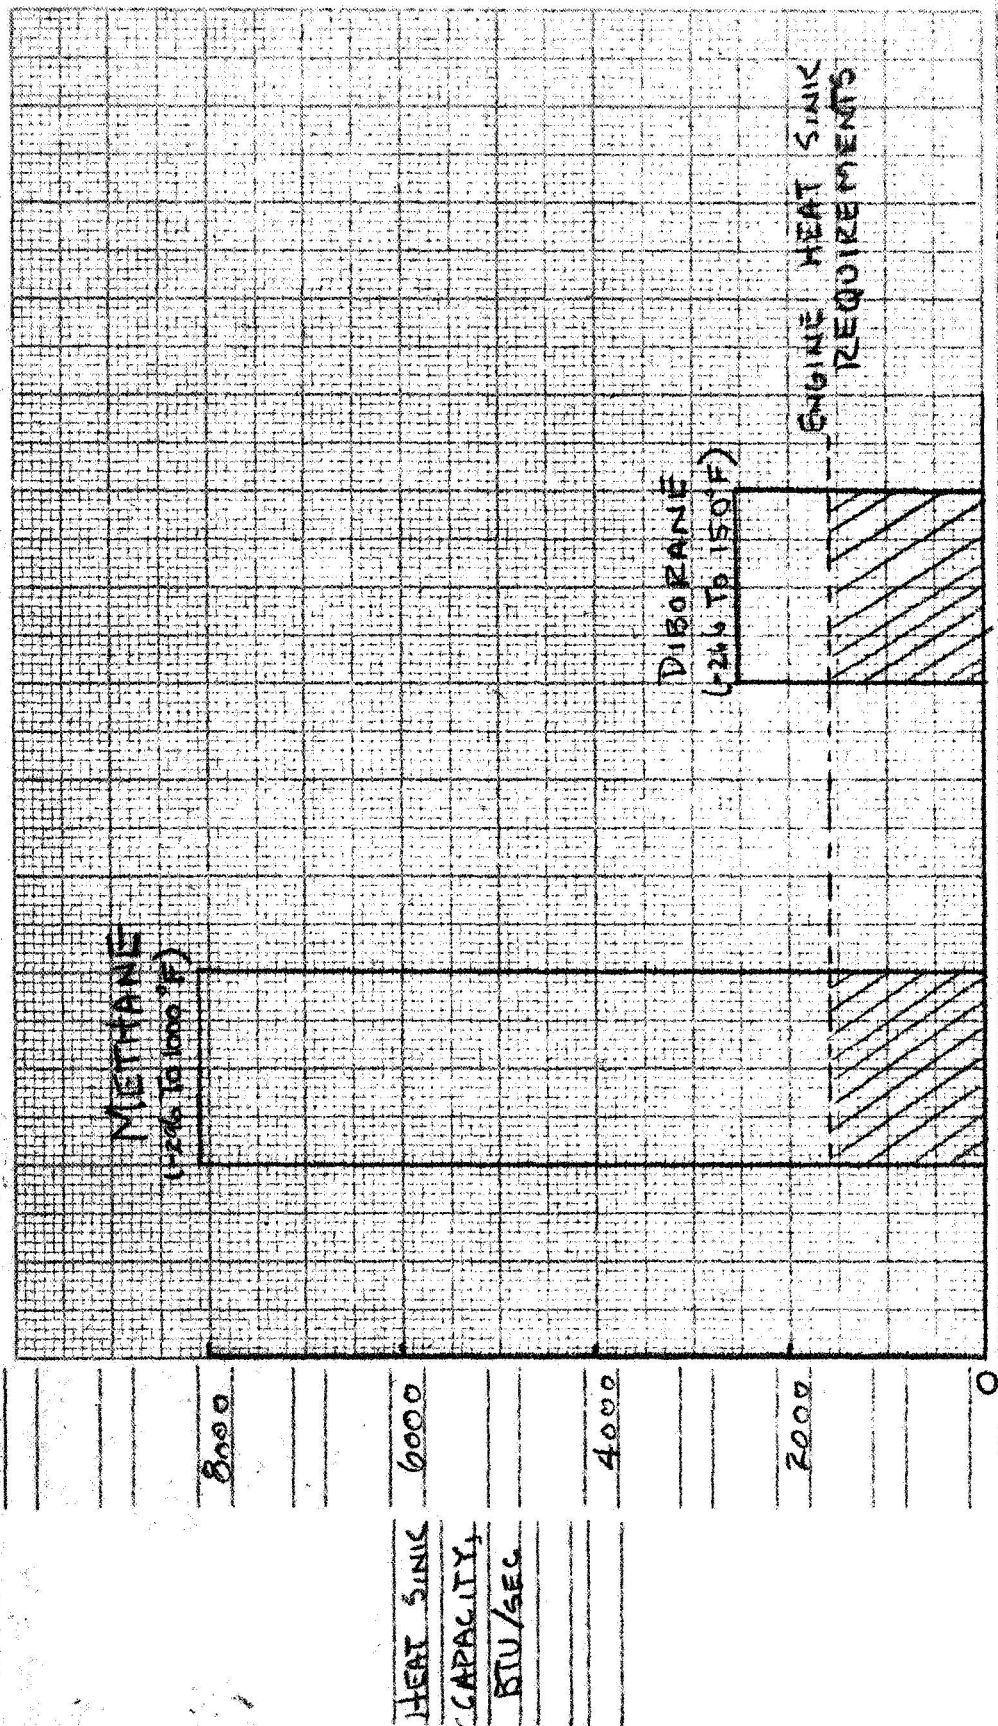 METHANE
(-296 To 1000°F)
DIBORANE
(-246 To 150°F)
ENGINE HEAT SINK
REQUIREMENTS
8000
6000
4000
2000
0
HEAT SINK
CAPACITY,
BTU/SEC